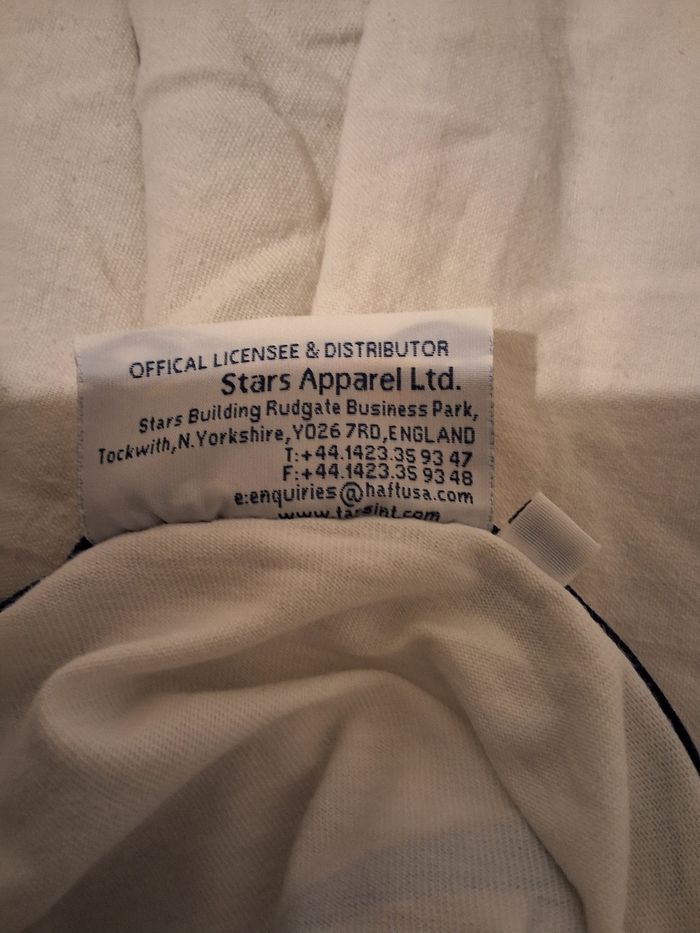 OFFICAL LICENSEE & DISTRIBUTOR
Stars Apparel Ltd.
Stars Building Rudgate Business Park,
Tockwith,N.Yorkshire,YO26 7RD,ENGLAND
T:+44.1423.35 93 47
F:+44.1423.35 93 48
e:enquiries@haftusa.com